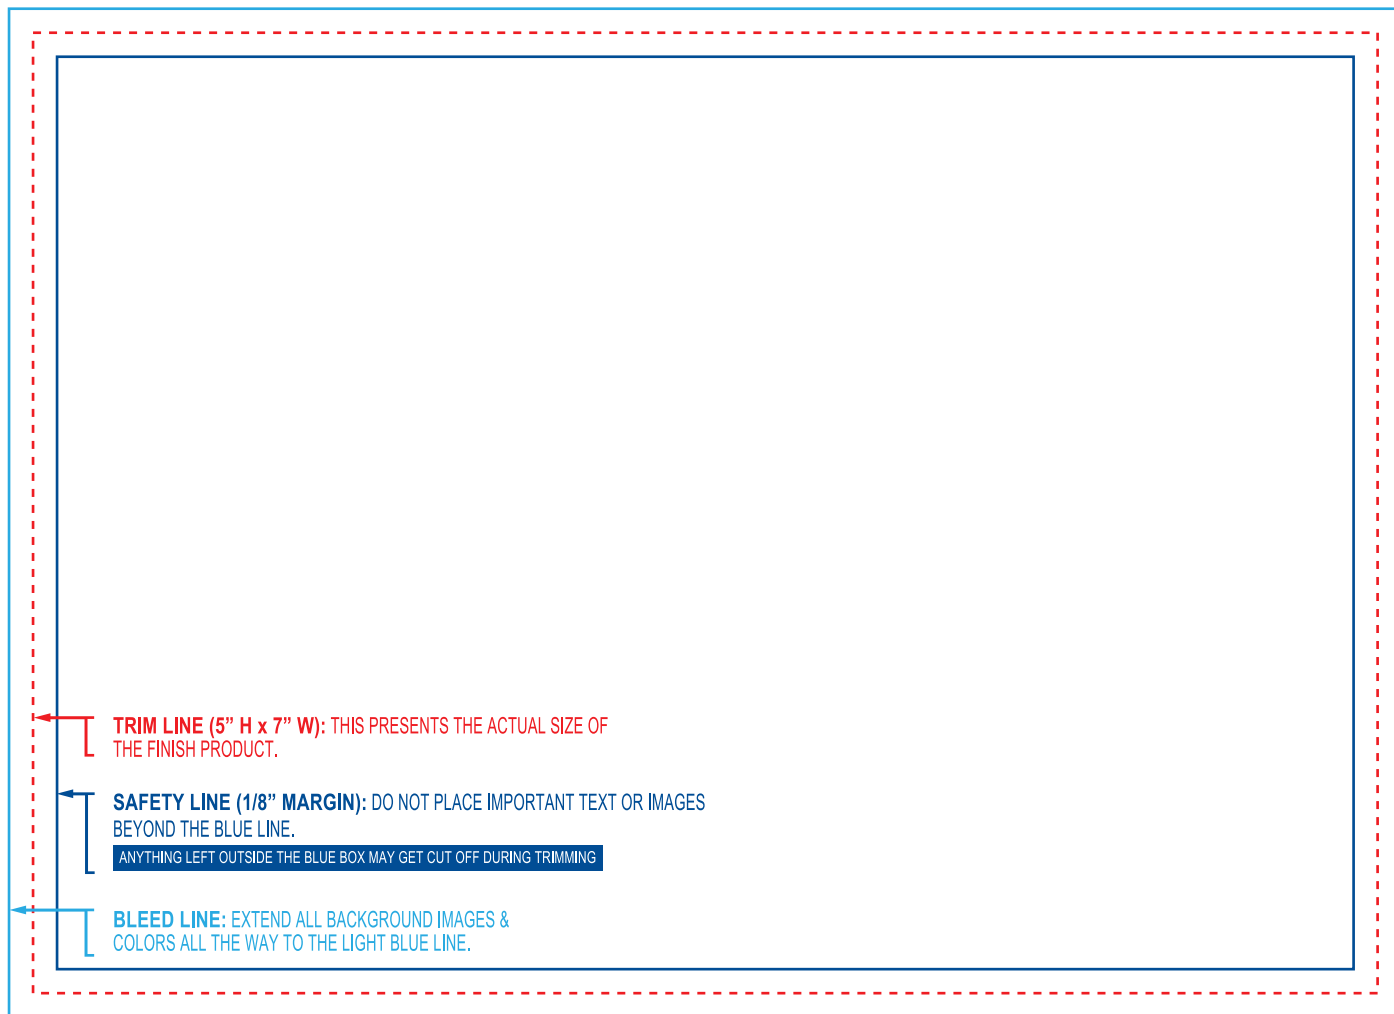 TRIM LINE (5” H x 7” W): THIS PRESENTS THE ACTUAL SIZE OF
THE FINISH PRODUCT.
SAFETY LINE (1/8” MARGIN): DO NOT PLACE IMPORTANT TEXT OR IMAGES
BEYOND THE BLUE LINE.
ANYTHING LEFT OUTSIDE THE BLUE BOX MAY GET CUT OFF DURING TRIMMING
BLEED LINE: EXTEND ALL BACKGROUND IMAGES &
COLORS ALL THE WAY TO THE LIGHT BLUE LINE.